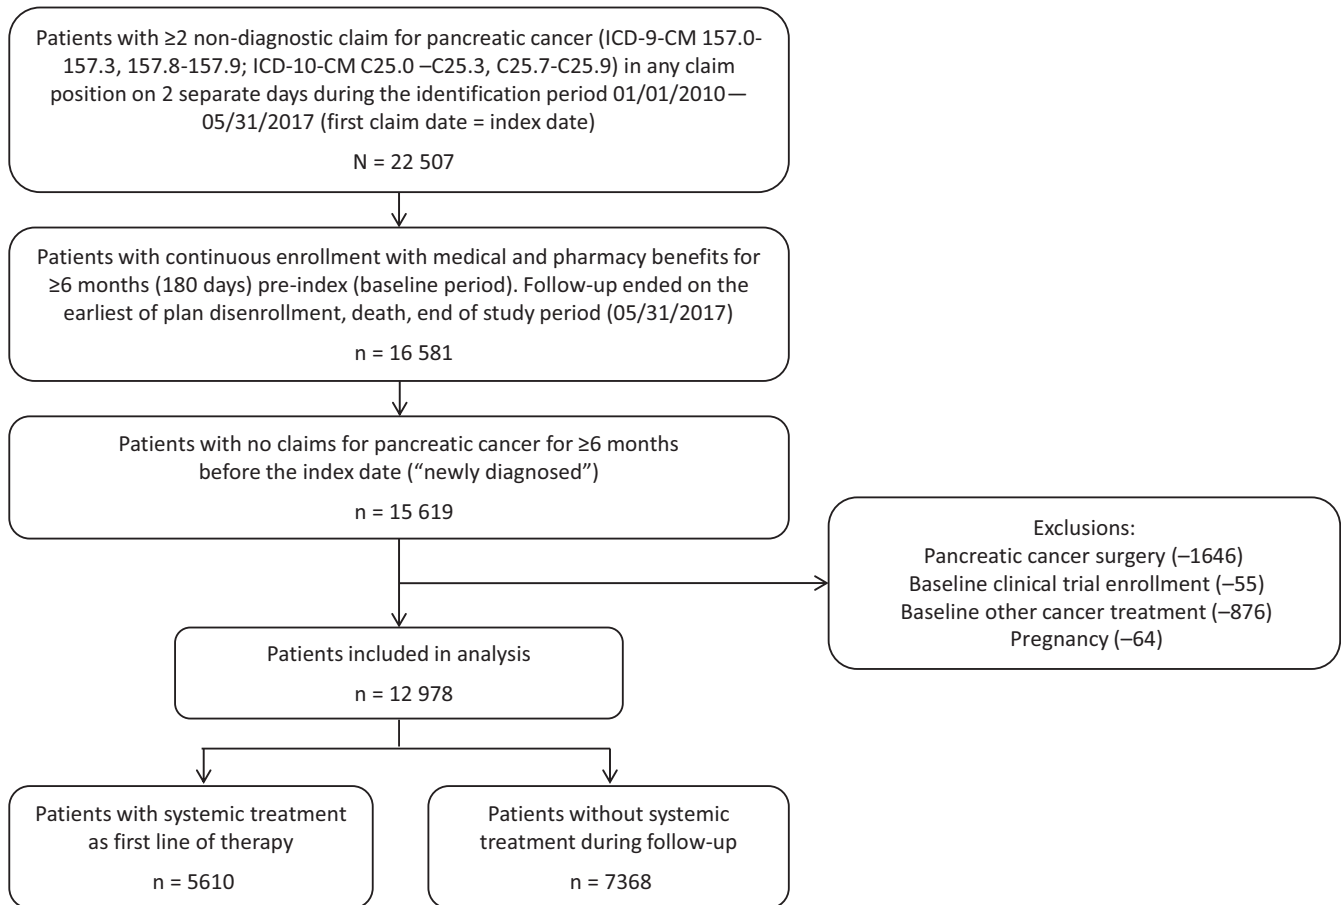 Patients with ≥2 non-diagnostic claim for pancreatic cancer (ICD-9-CM 157.0-
157.3, 157.8-157.9; ICD-10-CM C25.0 –C25.3, C25.7-C25.9) in any claim
position on 2 separate days during the identification period 01/01/2010—
05/31/2017 (first claim date = index date)
N = 22 507
Patients with continuous enrollment with medical and pharmacy benefits for
≥6 months (180 days) pre-index (baseline period). Follow-up ended on the
earliest of plan disenrollment, death, end of study period (05/31/2017)
n = 16 581
Patients with no claims for pancreatic cancer for ≥6 months
before the index date (“newly diagnosed”)
n = 15 619
Exclusions:
Pancreatic cancer surgery (–1646)
Baseline clinical trial enrollment (–55)
Baseline other cancer treatment (–876)
Pregnancy (–64)
Patients included in analysis
n = 12 978
Patients with systemic treatment
as first line of therapy
n = 5610
Patients without systemic
treatment during follow-up
n = 7368